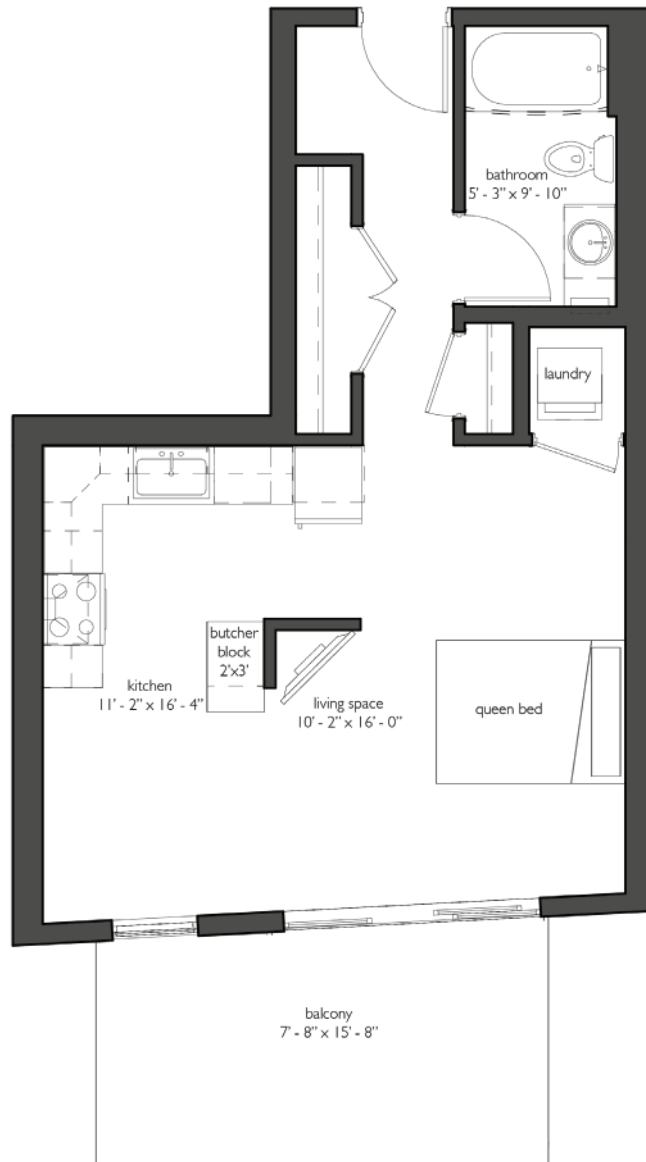 bathroom
5' - 3” x 9' - 10”
laundry
butcher
block
2'x3'
kitchen
11' - 2” x 16' - 4”
living space
10' - 2” x 16' - 0”
queen bed
balcony
7' - 8” x 15' - 8”